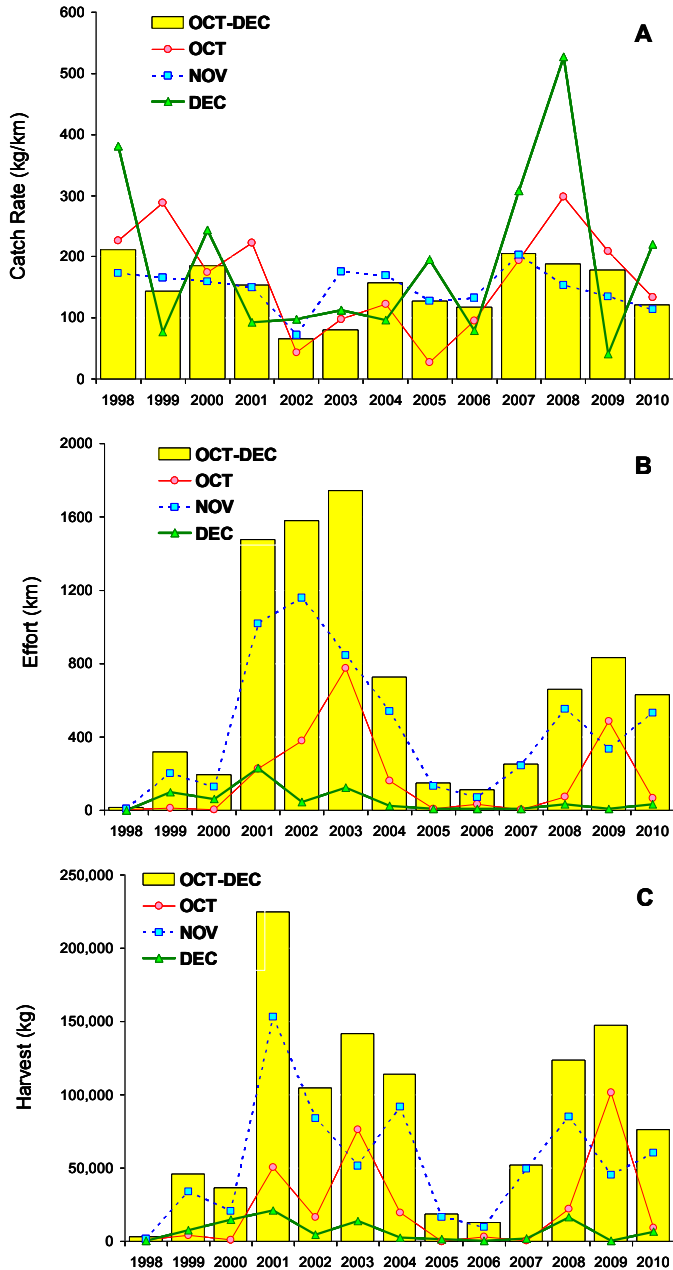 A
OCT-DEC
OCT
NOV
DEC
Catch Rate (kg/km)
600
500
400
300
200
100
0
1998 1999 2000 2001 2002 2003 2004 2005 2006 2007 2008 2009 2010
B
OCT-DEC
OCT
NOV
DEC
Effort (km)
2000
1600
1200
800
400
0
1998 1999 2000 2001 2002 2003 2004 2005 2006 2007 2008 2009 2010
C
OCT-DEC
OCT
NOV
DEC
Harvest (kg)
250,000
200,000
150,000
100,000
50,000
0
1998 1999 2000 2001 2002 2003 2004 2005 2006 2007 2008 2009 2010